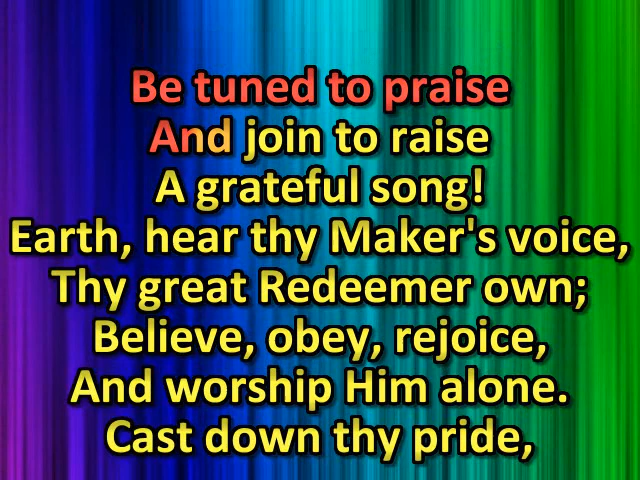 Be tuned to praise
And join to raise
A grateful song!
Earth, hear thy Maker's voice,
Thy great Redeemer own;
Believe, obey, rejoice,
And worship Him alone.
Cast down thy pride,